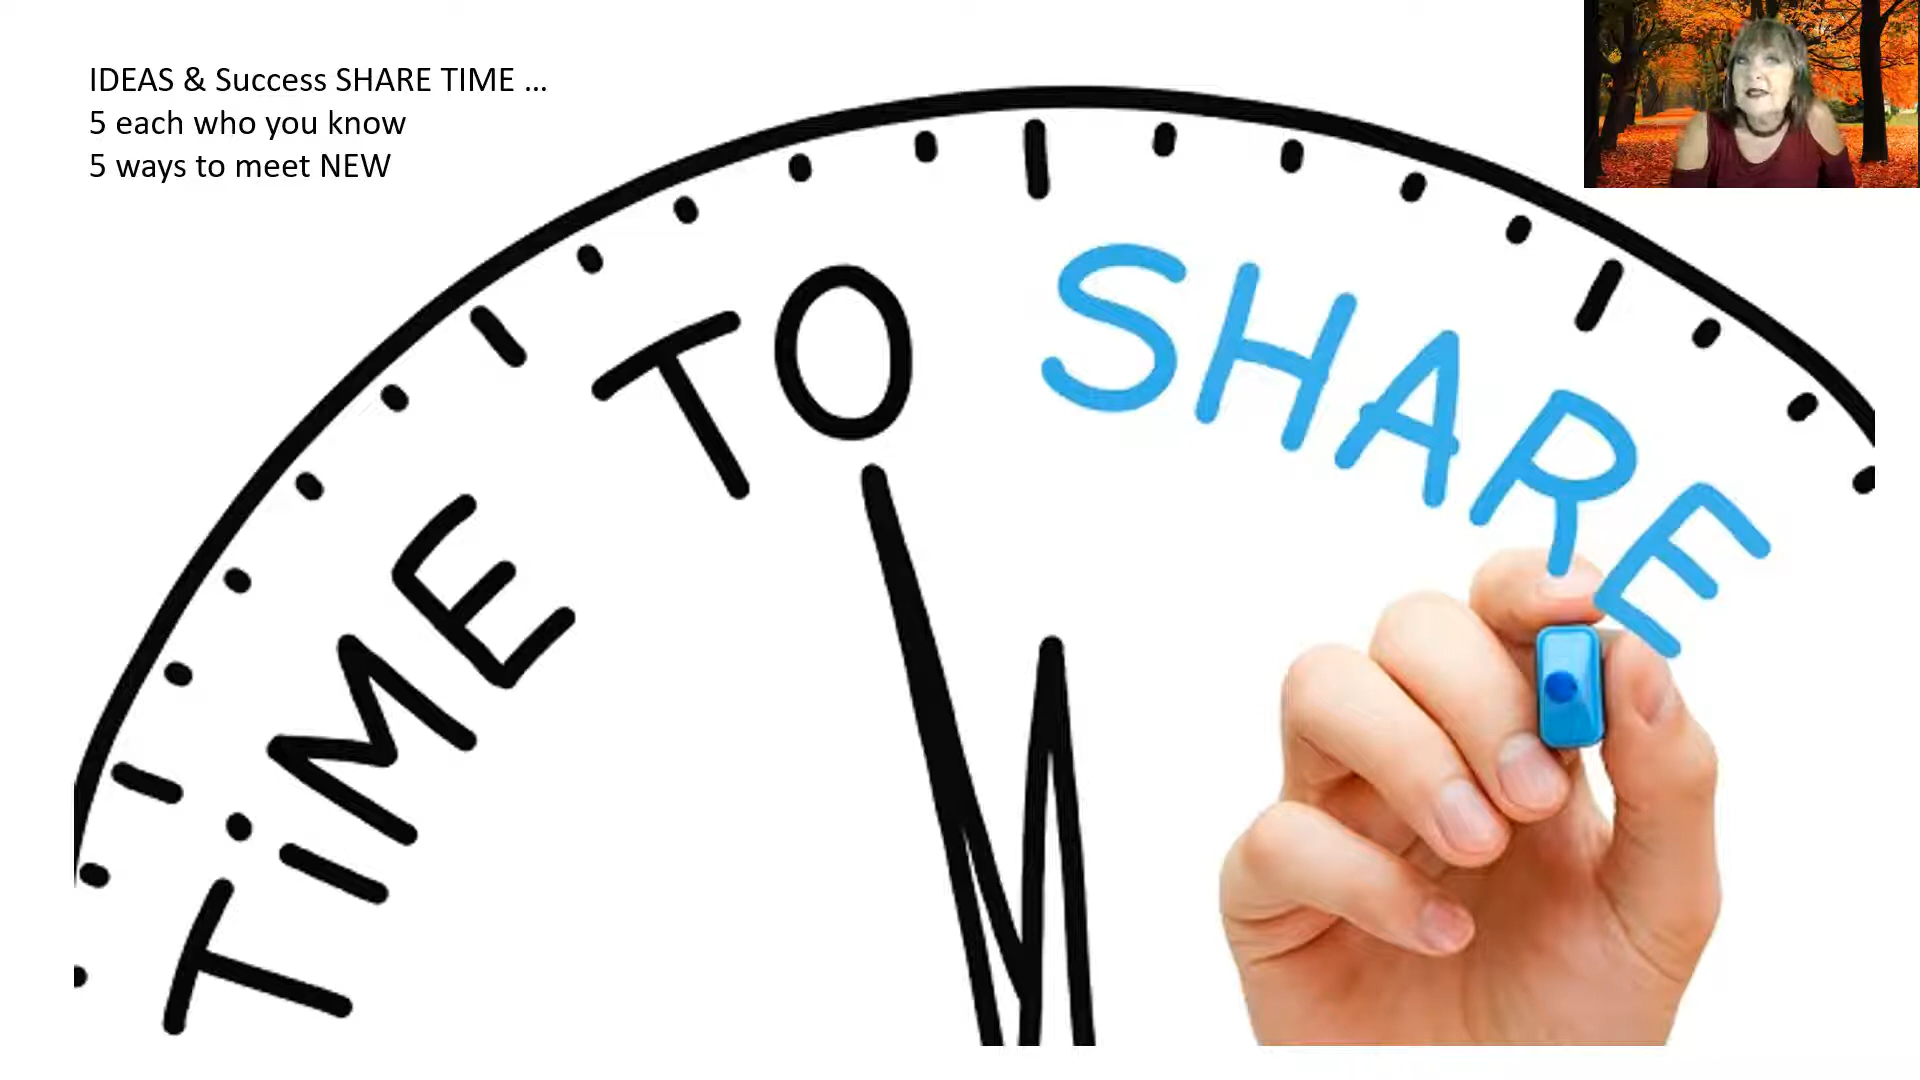 IDEAS & Success SHARE TIME ...
5 each who you know
5 ways to meet NEW
TiME TO SHARE